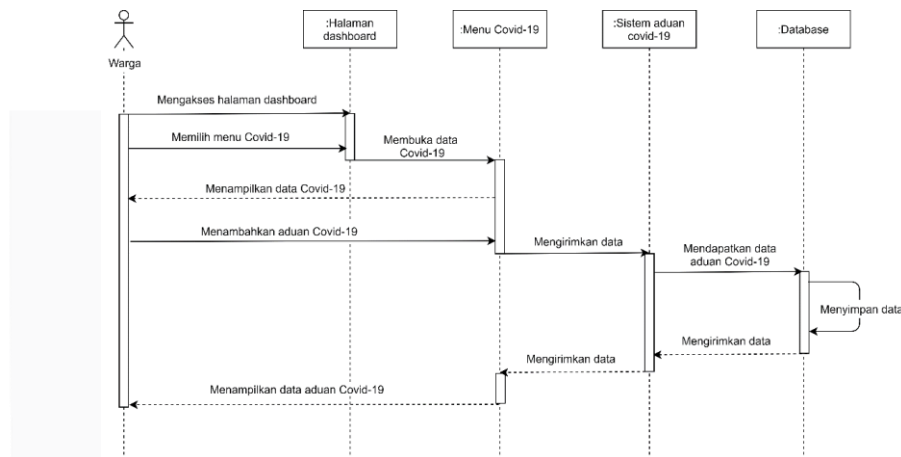 :Halaman
dashboard
:Menu Covid-19
:Sistem aduan
covid-19
:Database
Warga
Mengakses halaman dashboard
Memilih menu Covid-19
Membuka data
Covid-19
Menampilkan data Covid-19
Menambahkan aduan Covid-19
Mengirimkan data
Mendapatkan data
aduan Covid-19
Menyimpan data
Mengirimkan data
Mengirimkan data
Menampilkan data aduan Covid-19